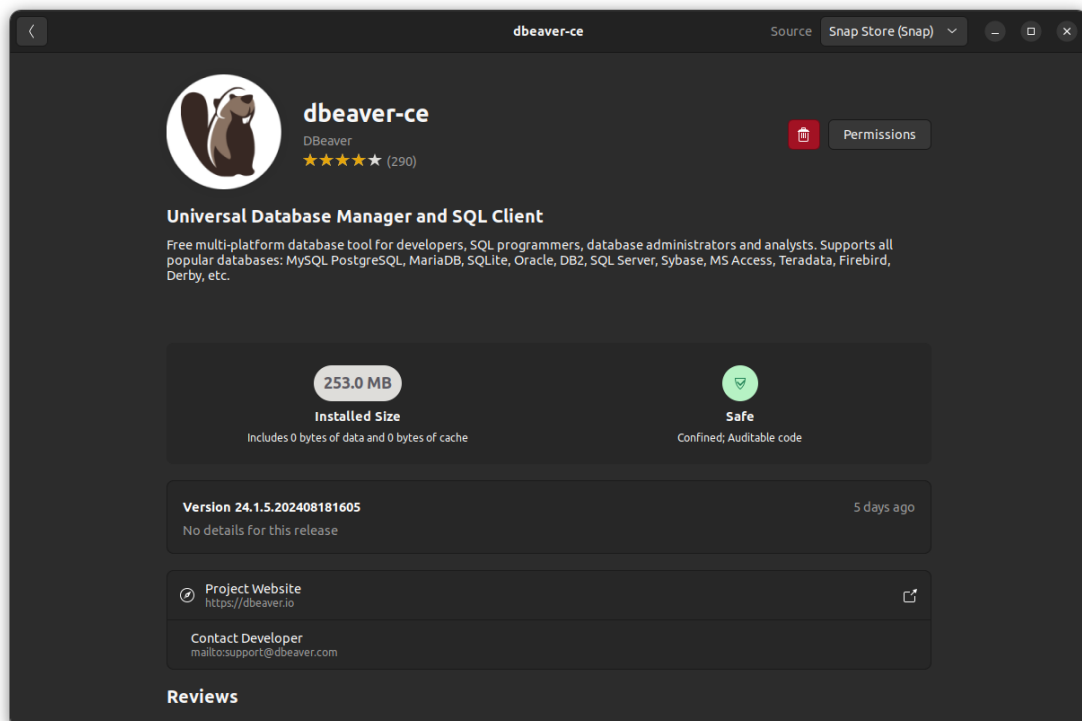 dbeaver-ce
Source
Snap Store (Snap)
dbeaver-ce
DBeaver
(290)
Permissions
Universal Database Manager and SQL Client
Free multi-platform database tool for developers, SQL programmers, database administrators and analysts. Supports all
popular databases: MySQL PostgreSQL, MariaDB, SQLite, Oracle, DB2, SQL Server, Sybase, MS Access, Teradata, Firebird,
Derby, etc.
253.0 MB
Installed Size
Includes 0 bytes of data and 0 bytes of cache
Safe
Confined; Auditable code
Version 24.1.5.202408181605
5 days ago
No details for this release
Project Website
https://dbeaver.io
Contact Developer
mailto:support@dbeaver.com
Reviews